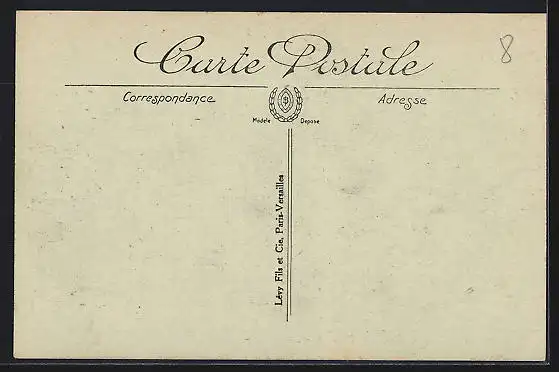 8
Carte Postale
Correspondance
Adresse
Modèle Déposé
Lévy Fils et Cie, Paris-Versailles